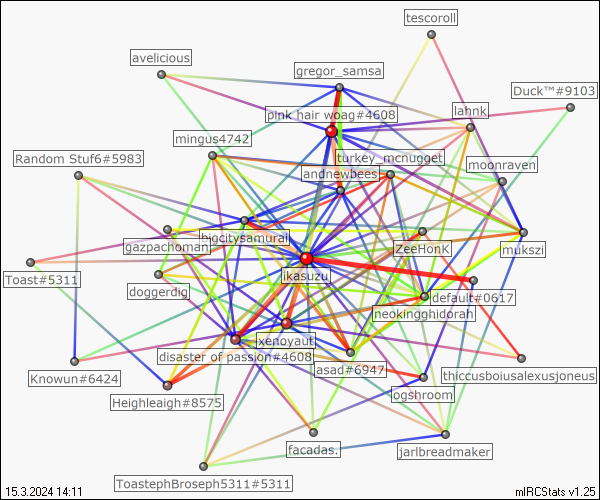 tescoroll
avelicious
gregor_samsa
Duck™#9103
pink hair woag#4608
lahnk
mingus4742
turkey_mcnugget
Random Stuf6#5983
moonraven
andnewbees
bigcitysamurai
gazpachoman
ZeeHonK
mukszi
Toast#5311
ikasuzu
doggerdig
default#0617
neokingghidorah
xenoyaut
disaster of passion#4608
asad#6947
thiccusboiusalexusjoneus
Knowun#6424
ogshroom
Heighleaigh#8575
facadas.
jarlbreadmaker
ToastephBroseph5311#5311
15.3.2024 14:11
mIRCStats v1.25